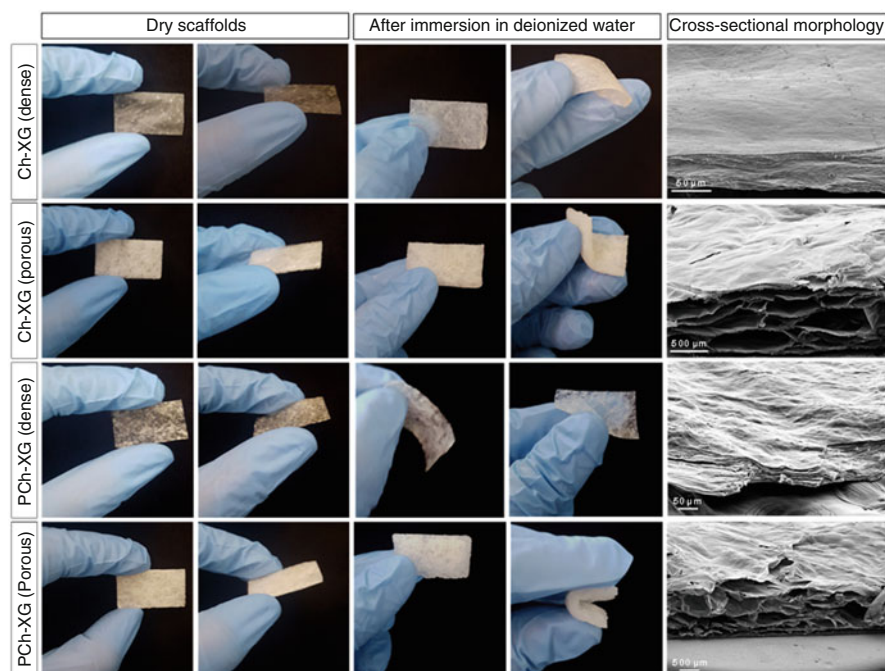 Dry scaffolds
After immersion in deionized water
Cross-sectional morphology
Ch-XG (dense)
50 μm
Ch-XG (porous)
500 μm
PCh-XG (dense)
50 μm
PCh-XG (Porous)
500 μm